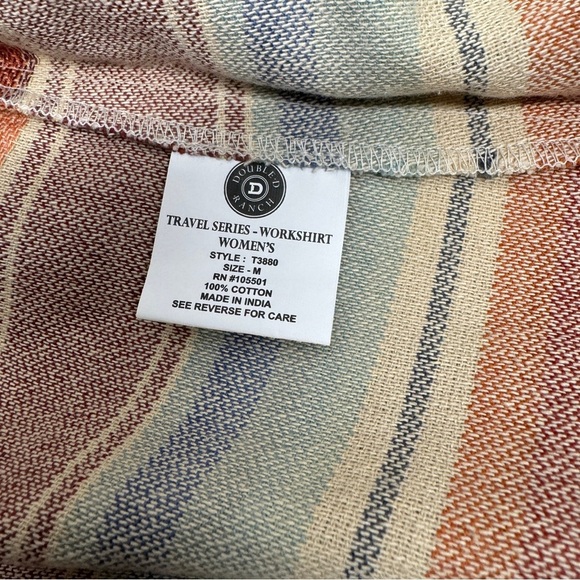 DOUBLE D
D
RANCH
TRAVEL SERIES - WORKSHIRT
WOMEN'S
STYLE : T3880
SIZE - M
RN #105501
100% COTTON
MADE IN INDIA
SEE REVERSE FOR CARE